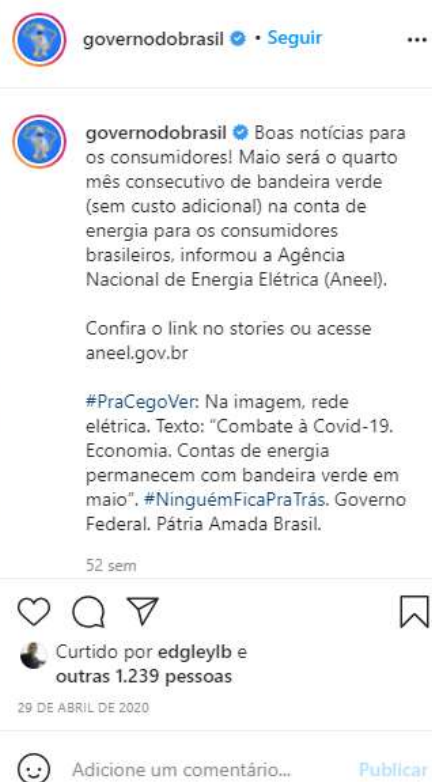 governodobrasil • Seguir
governodobrasil Boas notícias para
os consumidores! Maio será o quarto
mês consecutivo de bandeira verde
(sem custo adicional) na conta de
energia para os consumidores
brasileiros, informou a Agência
Nacional de Energia Elétrica (Aneel).
Confira o link no stories ou acesse
aneel.gov.br
#PraCegoVer: Na imagem, rede
elétrica. Texto: “Combate à Covid-19.
Economia. Contas de energia
permanecem com bandeira verde em
maio”. #NinguémFicaPraTrás. Governo
Federal. Pátria Amada Brasil.
52 sem
Curtido por edgleylb e
outras 1.239 pessoas
29 DE ABRIL DE 2020
Adicione um comentário... Publicar